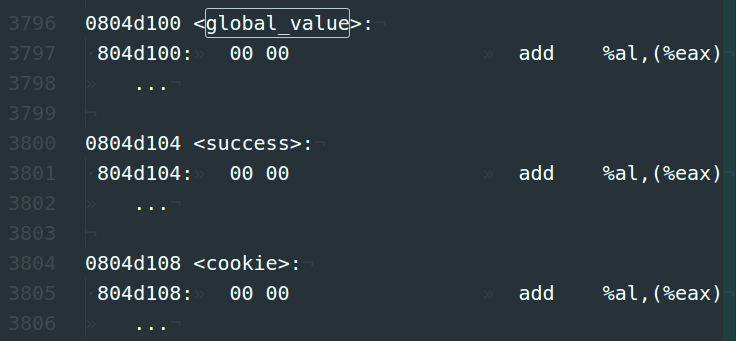 3796 0804d100 <global_value>:¬
3797 ·804d100:» 00 00 » add %al,(%eax)¬
3798 » ...¬
3799 ¬
3800 0804d104 <success>:¬
3801 ·804d104:» 00 00 » add %al,(%eax)¬
3802 » ...¬
3803 ¬
3804 0804d108 <cookie>:¬
3805 ·804d108:» 00 00 » add %al,(%eax)¬
3806 » ...¬